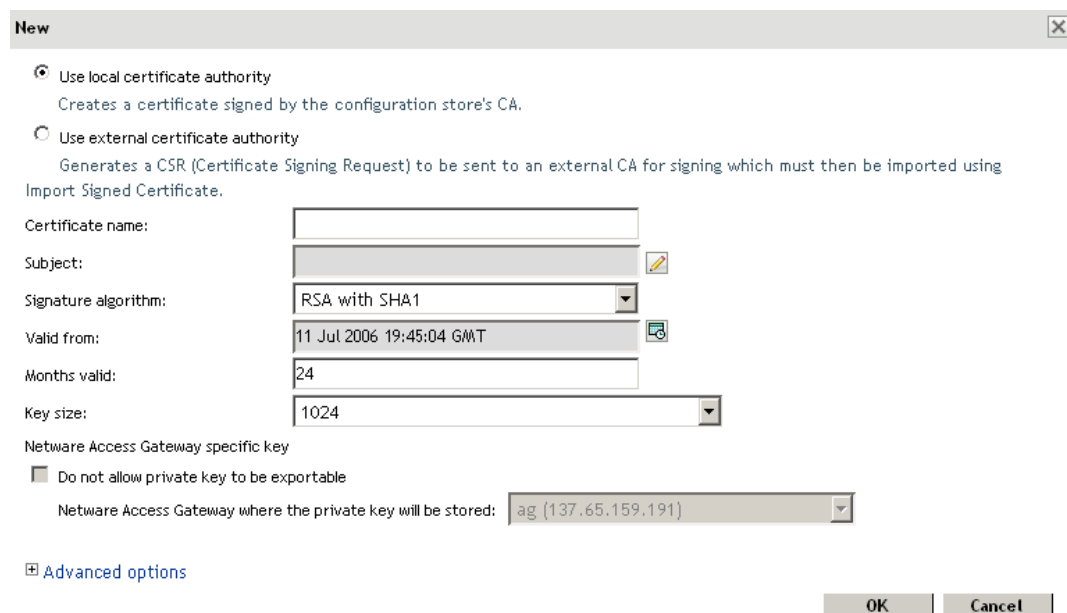 New
Use local certificate authority
Creates a certificate signed by the configuration store's CA.
Use external certificate authority
Generates a CSR (Certificate Signing Request) to be sent to an external CA for signing which must then be imported using
Import Signed Certificate.
Certificate name:
Subject:
Signature algorithm: RSA with SHA1
Valid from: 11 Jul 2006 19:45:04 GMT
Months valid: 24
Key size: 1024
Netware Access Gateway specific key
Do not allow private key to be exportable
Netware Access Gateway where the private key will be stored: ag (137.65.159.191)
Advanced options
OK Cancel